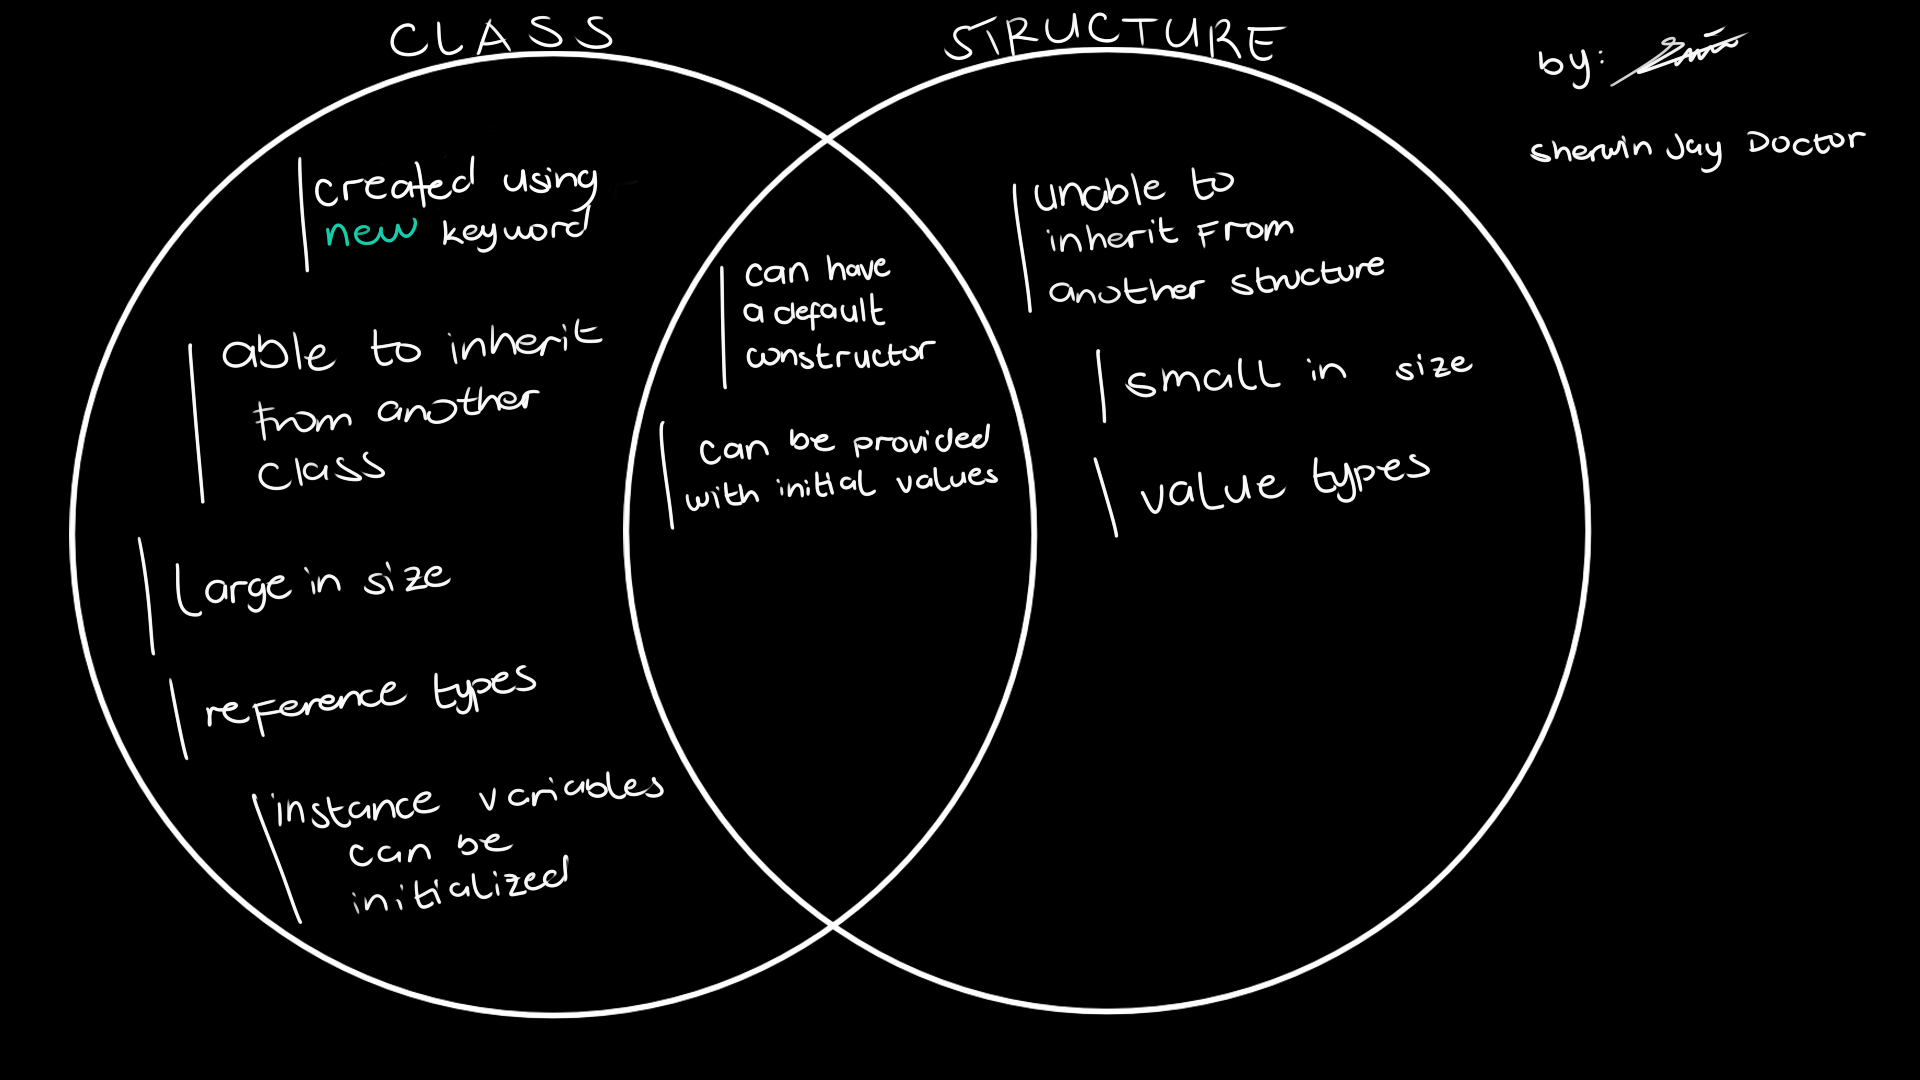 CLASS
STRUCTURE
by:
Sherwin Jay Doctor
created using
new keyword
able to inherit
from another
class
Large in size
reference types
instance variables
can be
initialized
can have
a default
constructor
can be provided
with initial values
unable to
inherit from
another structure
small in size
value types